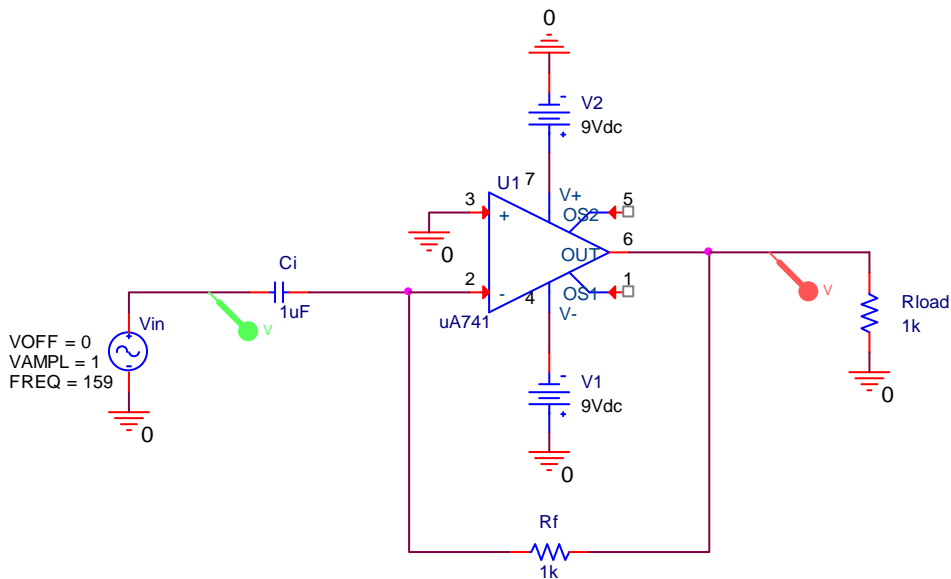 0
-
V2
9Vdc
+
U1
7
V+
3
+
OS2
5
0
6
OUT
Ci
1uF
2
-
4
OS1
1
uA741
V-
V
V
Vin
+
-
VOFF = 0
VAMPL = 1
FREQ = 159
0
Rload
1k
0
-
V1
9Vdc
+
0
Rf
1k